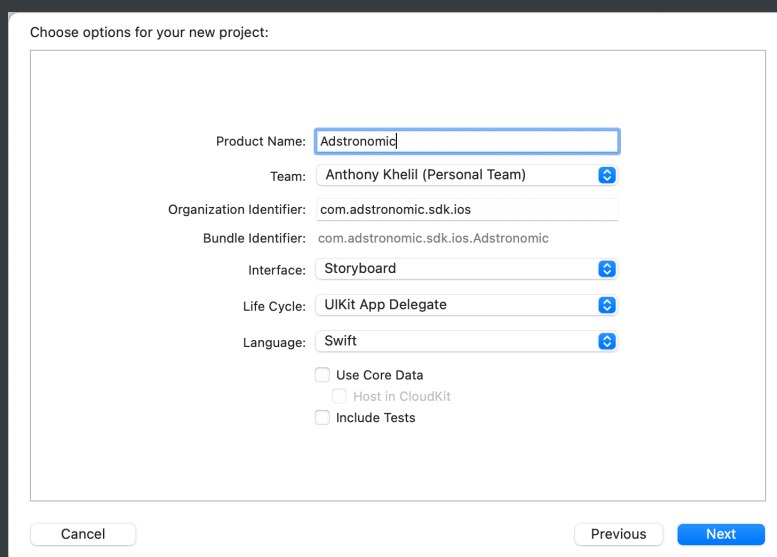 Choose options for your new project:
Product Name: Adstronomic
Team: Anthony Khelil (Personal Team)
Organization Identifier: com.adstronomic.sdk.ios
Bundle Identifier: com.adstronomic.sdk.ios.Adstronomic
Interface: Storyboard
Life Cycle: UIKit App Delegate
Language: Swift
Use Core Data
Host in CloudKit
Include Tests
Cancel Previous Next